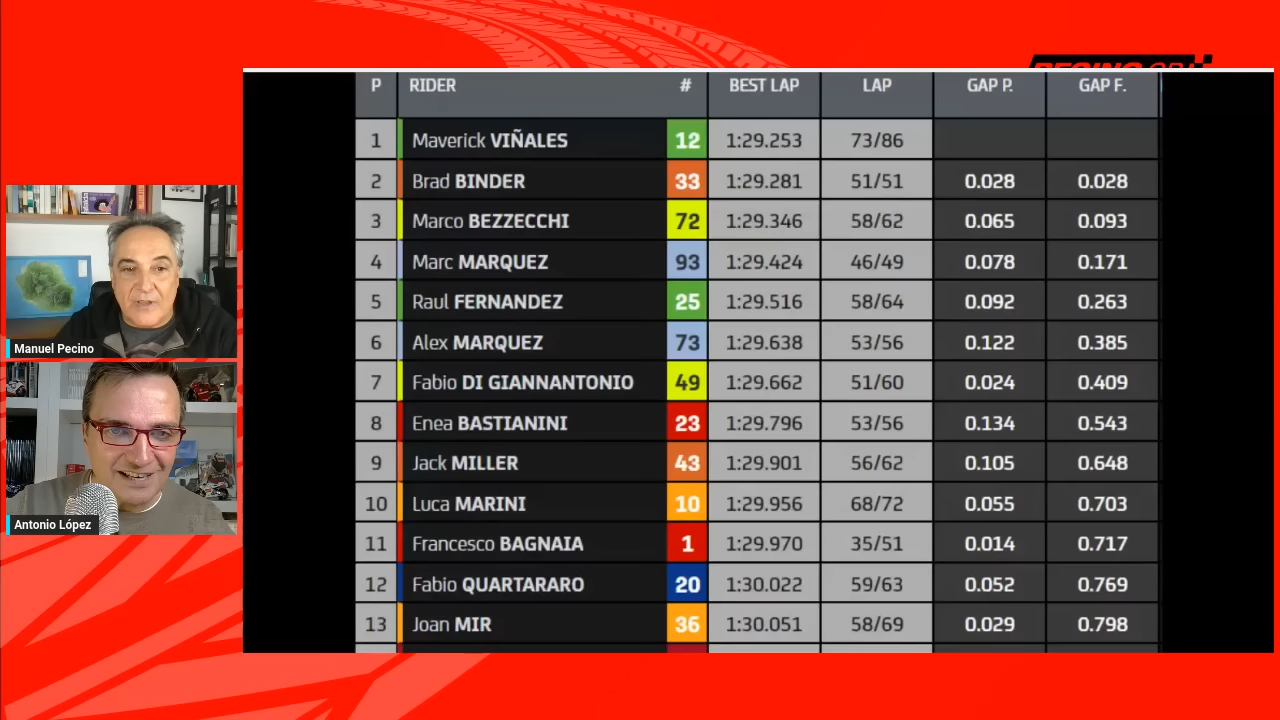 P RIDER # BEST LAP LAP GAP P. GAP F.
1 Maverick VIÑALES 12 1:29.253 73/86
2 Brad BINDER 33 1:29.281 51/51 0.028 0.028
3 Marco BEZZECCHI 72 1:29.346 58/62 0.065 0.093
4 Marc MARQUEZ 93 1:29.424 46/49 0.078 0.171
5 Raul FERNANDEZ 25 1:29.516 58/64 0.092 0.263
6 Alex MARQUEZ 73 1:29.638 53/56 0.122 0.385
7 Fabio DI GIANNANTONIO 49 1:29.662 51/60 0.024 0.409
8 Enea BASTIANINI 23 1:29.796 53/56 0.134 0.543
9 Jack MILLER 43 1:29.901 56/62 0.105 0.648
10 Luca MARINI 10 1:29.956 68/72 0.055 0.703
11 Francesco BAGNAIA 1 1:29.970 35/51 0.014 0.717
12 Fabio QUARTARARO 20 1:30.022 59/63 0.052 0.769
13 Joan MIR 36 1:30.051 58/69 0.029 0.798
Manuel Pecino
Antonio López